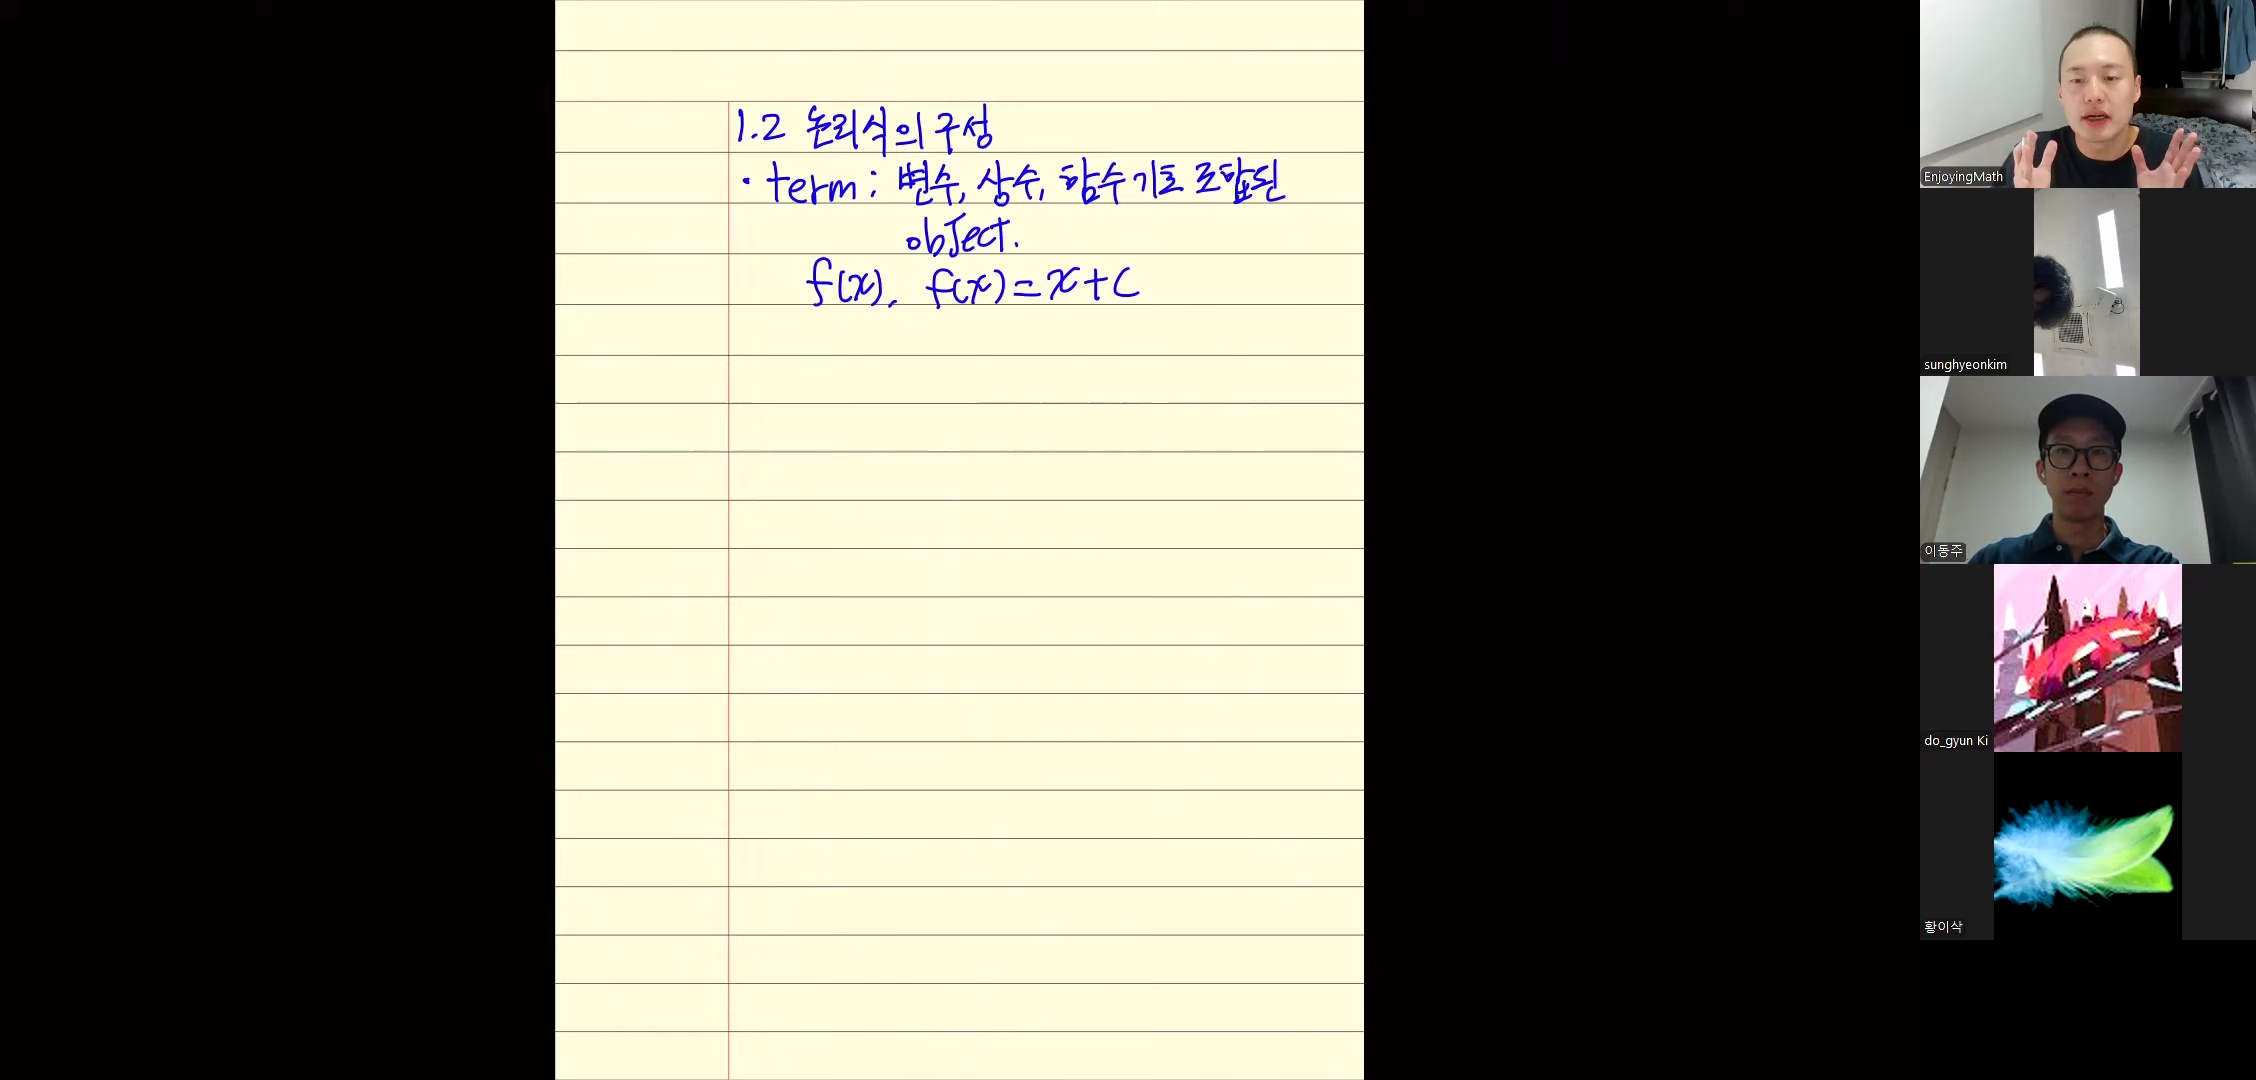 1.2 논리식의 구성
· term : 변수, 상수, 함수 기호로 조합된
object.
f(x), f(x) = x + c
EnjoyingMath
sunghyeonkim
이동주
do_gyun Ki
황이삭